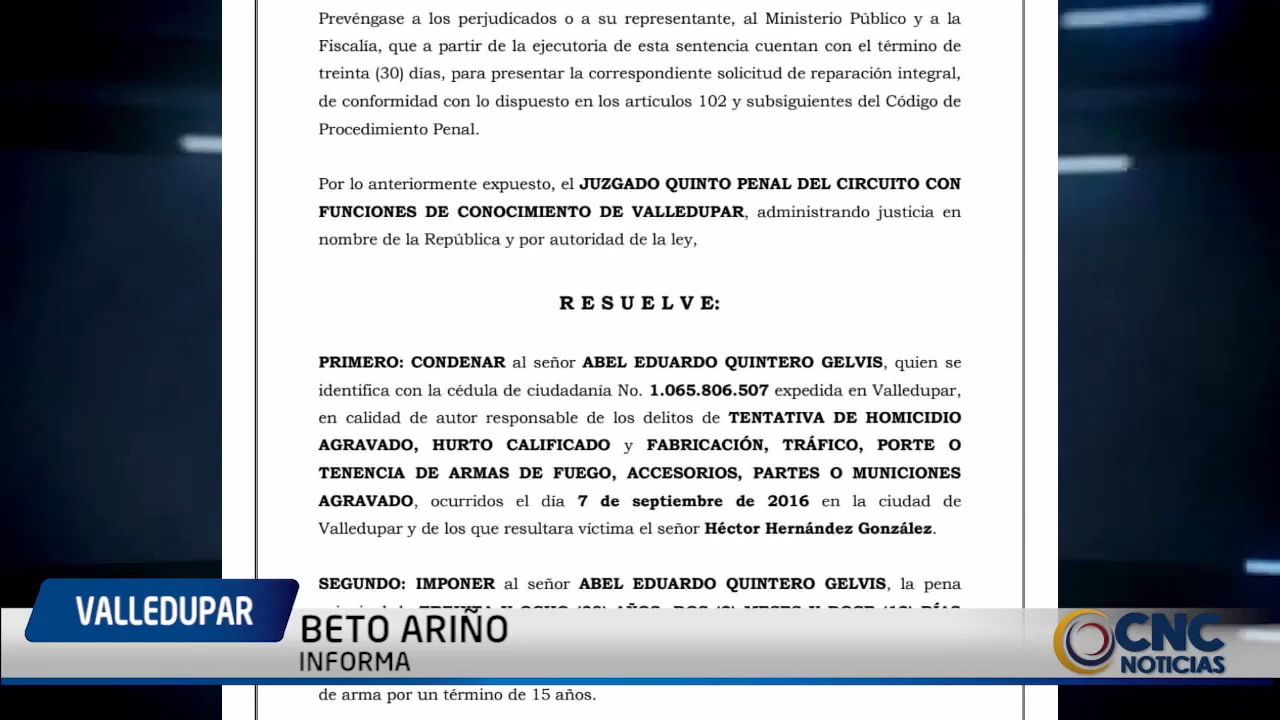 Prevéngase a los perjudicados o a su representante, al Ministerio Público y a la
Fiscalía, que a partir de la ejecutoria de esta sentencia cuentan con el término de
treinta (30) días, para presentar la correspondiente solicitud de reparación integral,
de conformidad con lo dispuesto en los artículos 102 y subsiguientes del Código de
Procedimiento Penal.
Por lo anteriormente expuesto, el JUZGADO QUINTO PENAL DEL CIRCUITO CON
FUNCIONES DE CONOCIMIENTO DE VALLEDUPAR, administrando justicia en
nombre de la República y por autoridad de la ley,
R E S U E L V E:
PRIMERO: CONDENAR al señor ABEL EDUARDO QUINTERO GELVIS, quien se
identifica con la cédula de ciudadanía No. 1.065.806.507 expedida en Valledupar,
en calidad de autor responsable de los delitos de TENTATIVA DE HOMICIDIO
AGRAVADO, HURTO CALIFICADO y FABRICACIÓN, TRÁFICO, PORTE O
TENENCIA DE ARMAS DE FUEGO, ACCESORIOS, PARTES O MUNICIONES
AGRAVADO, ocurridos el día 7 de septiembre de 2016 en la ciudad de
Valledupar y de los que resultara víctima el señor Héctor Hernández González.
SEGUNDO: IMPONER al señor ABEL EDUARDO QUINTERO GELVIS, la pena
VALLEDUPAR
BETO ARIÑO
INFORMA
CNC
NOTICIAS
de arma por un término de 15 años.